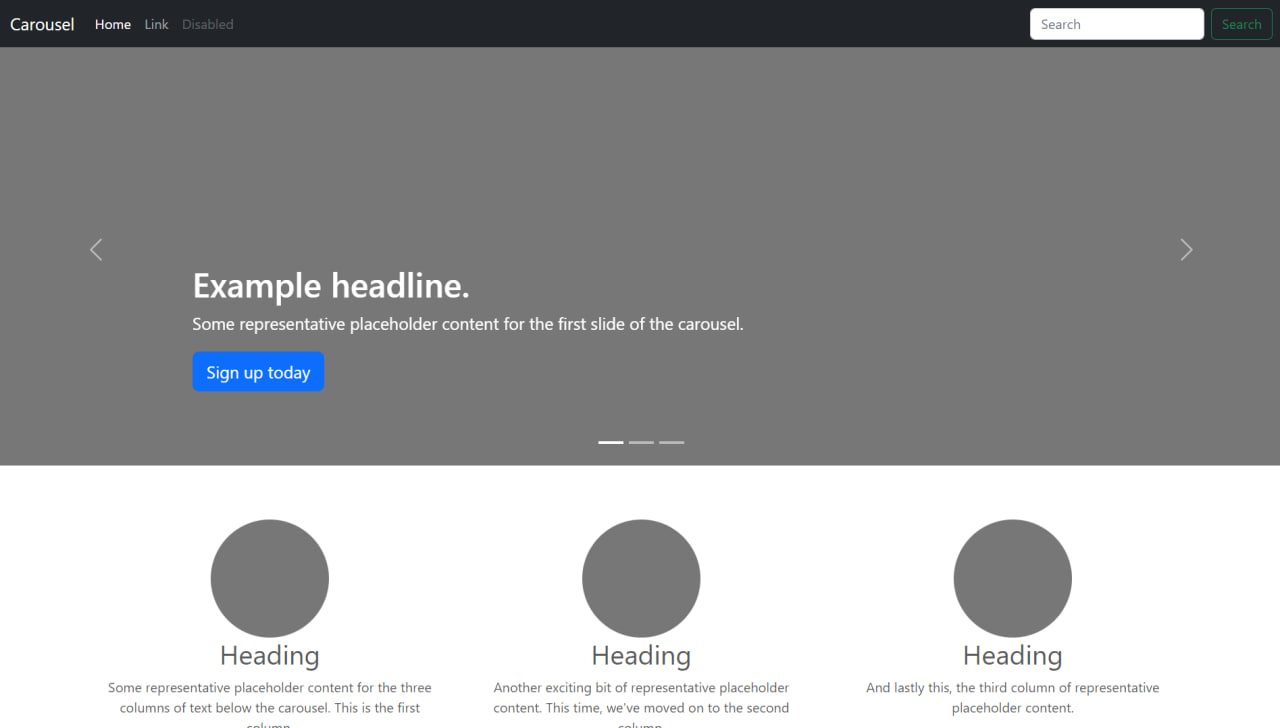 Carousel Home Link Disabled Search Search
Example headline.
Some representative placeholder content for the first slide of the carousel.
Sign up today
Heading
Some representative placeholder content for the three
columns of text below the carousel. This is the first
column.
Heading
Another exciting bit of representative placeholder
content. This time, we've moved on to the second
column.
Heading
And lastly this, the third column of representative
placeholder content.